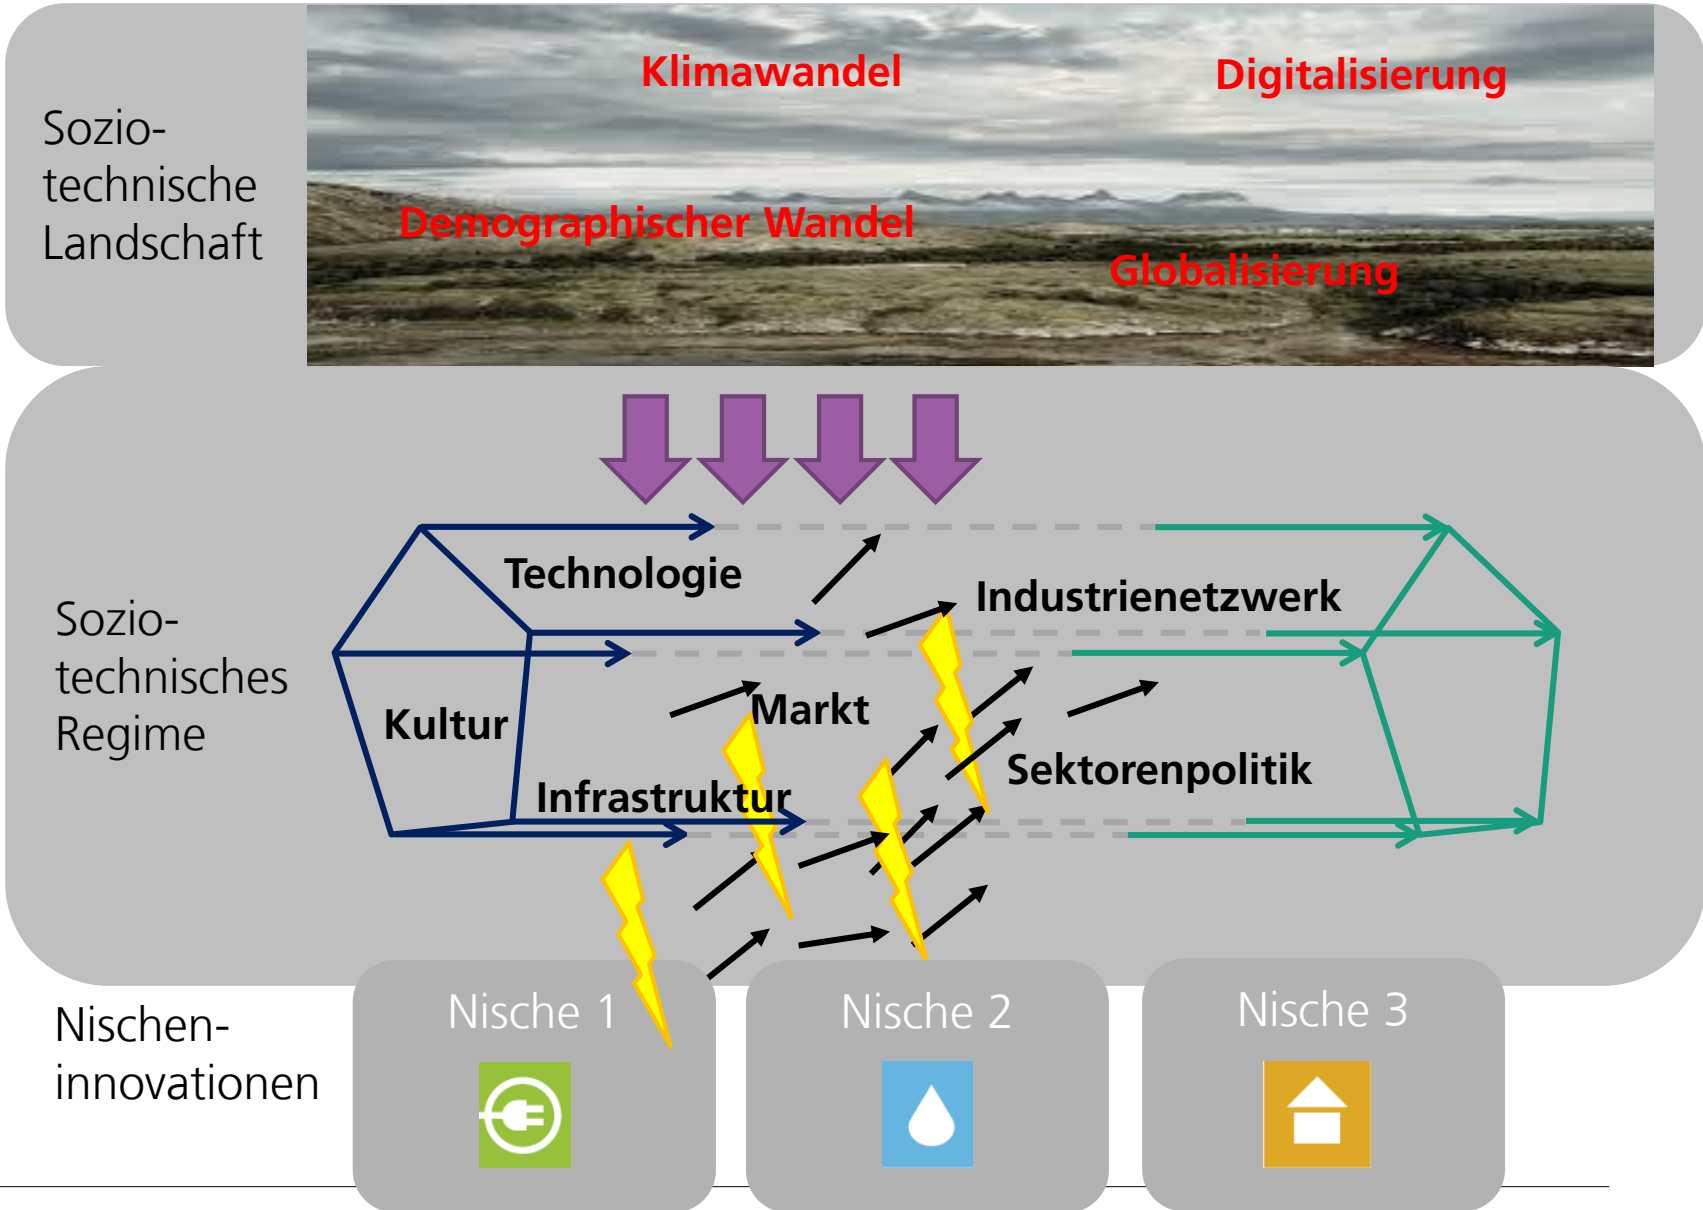 Klimawandel
Digitalisierung
Sozio-
technische
Landschaft
Demographischer Wandel
Globalisierung
Technologie
Industrienetzwerk
Sozio-
technisches
Regime
Kultur
Markt
Sektorenpolitik
Infrastruktur
Nischen-
innovationen
Nische 1
Nische 2
Nische 3